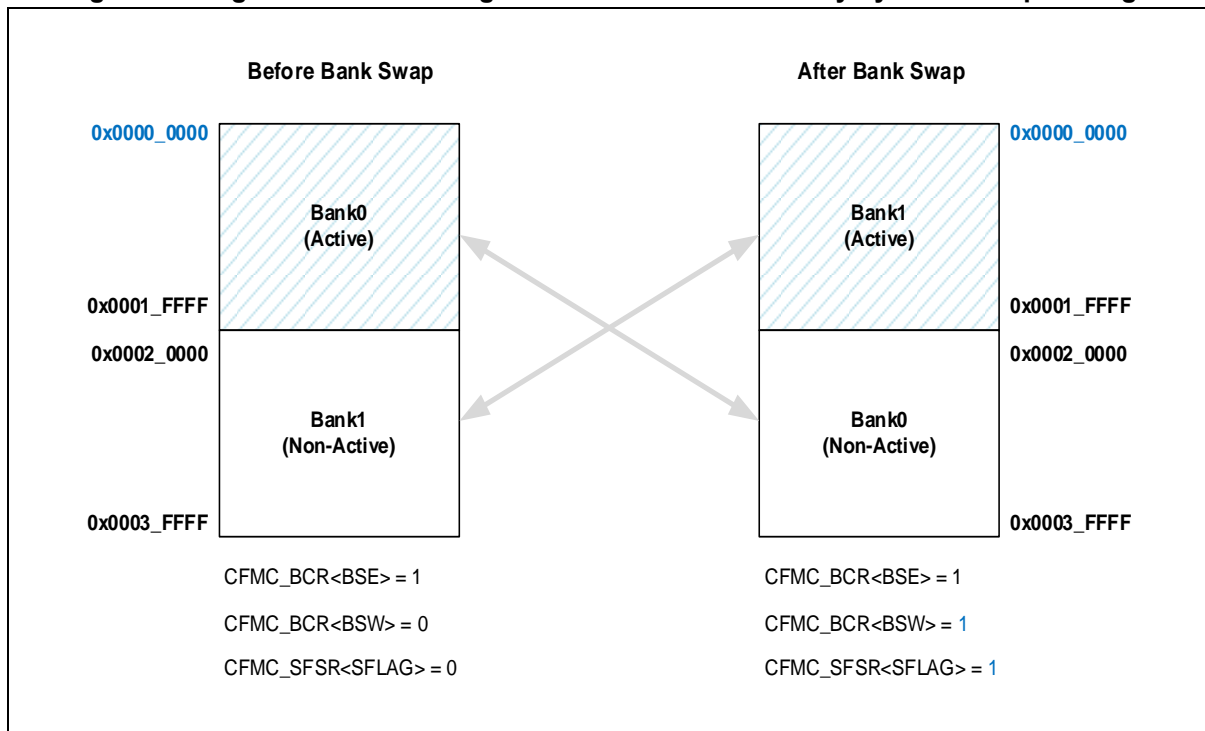 Before Bank Swap
0x0000_0000
Bank0
(Active)
0x0001_FFFF
0x0002_0000
Bank1
(Non-Active)
0x0003_FFFF
CFMC_BCR<BSE> = 1
CFMC_BCR<BSW> = 0
CFMC_SFSR<SFLAG> = 0
After Bank Swap
0x0000_0000
Bank1
(Active)
0x0001_FFFF
0x0002_0000
Bank0
(Non-Active)
0x0003_FFFF
CFMC_BCR<BSE> = 1
CFMC_BCR<BSW> = 1
CFMC_SFSR<SFLAG> = 1